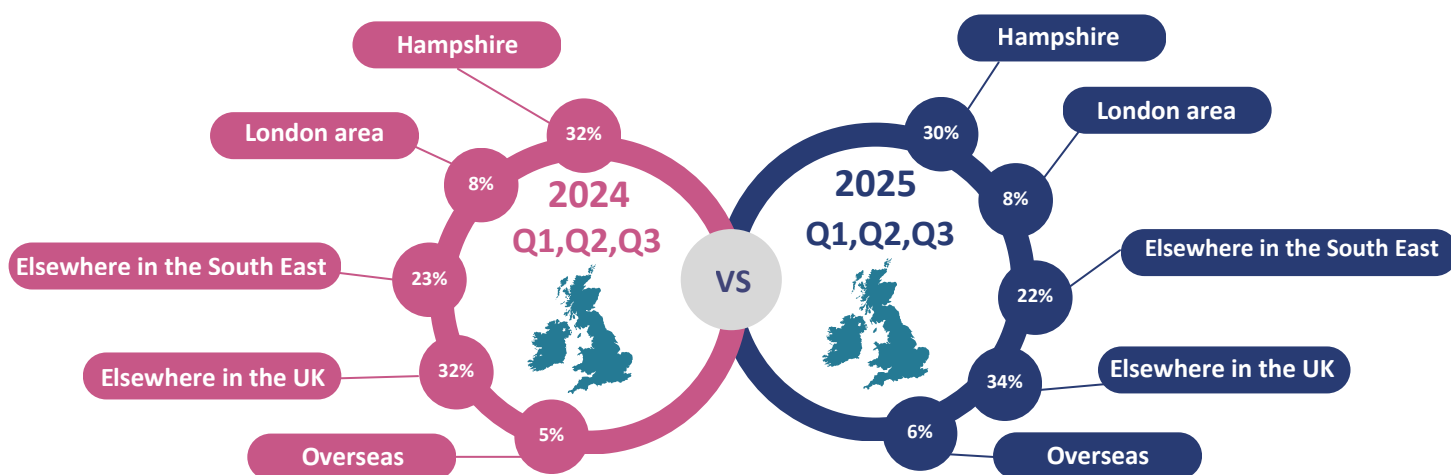 Hampshire
32%
London area
8%
Elsewhere in the South East
23%
Elsewhere in the UK
32%
Overseas
5%
2024
Q1,Q2,Q3
VS
2025
Q1,Q2,Q3
Hampshire
30%
London area
8%
Elsewhere in the South East
22%
Elsewhere in the UK
34%
Overseas
6%